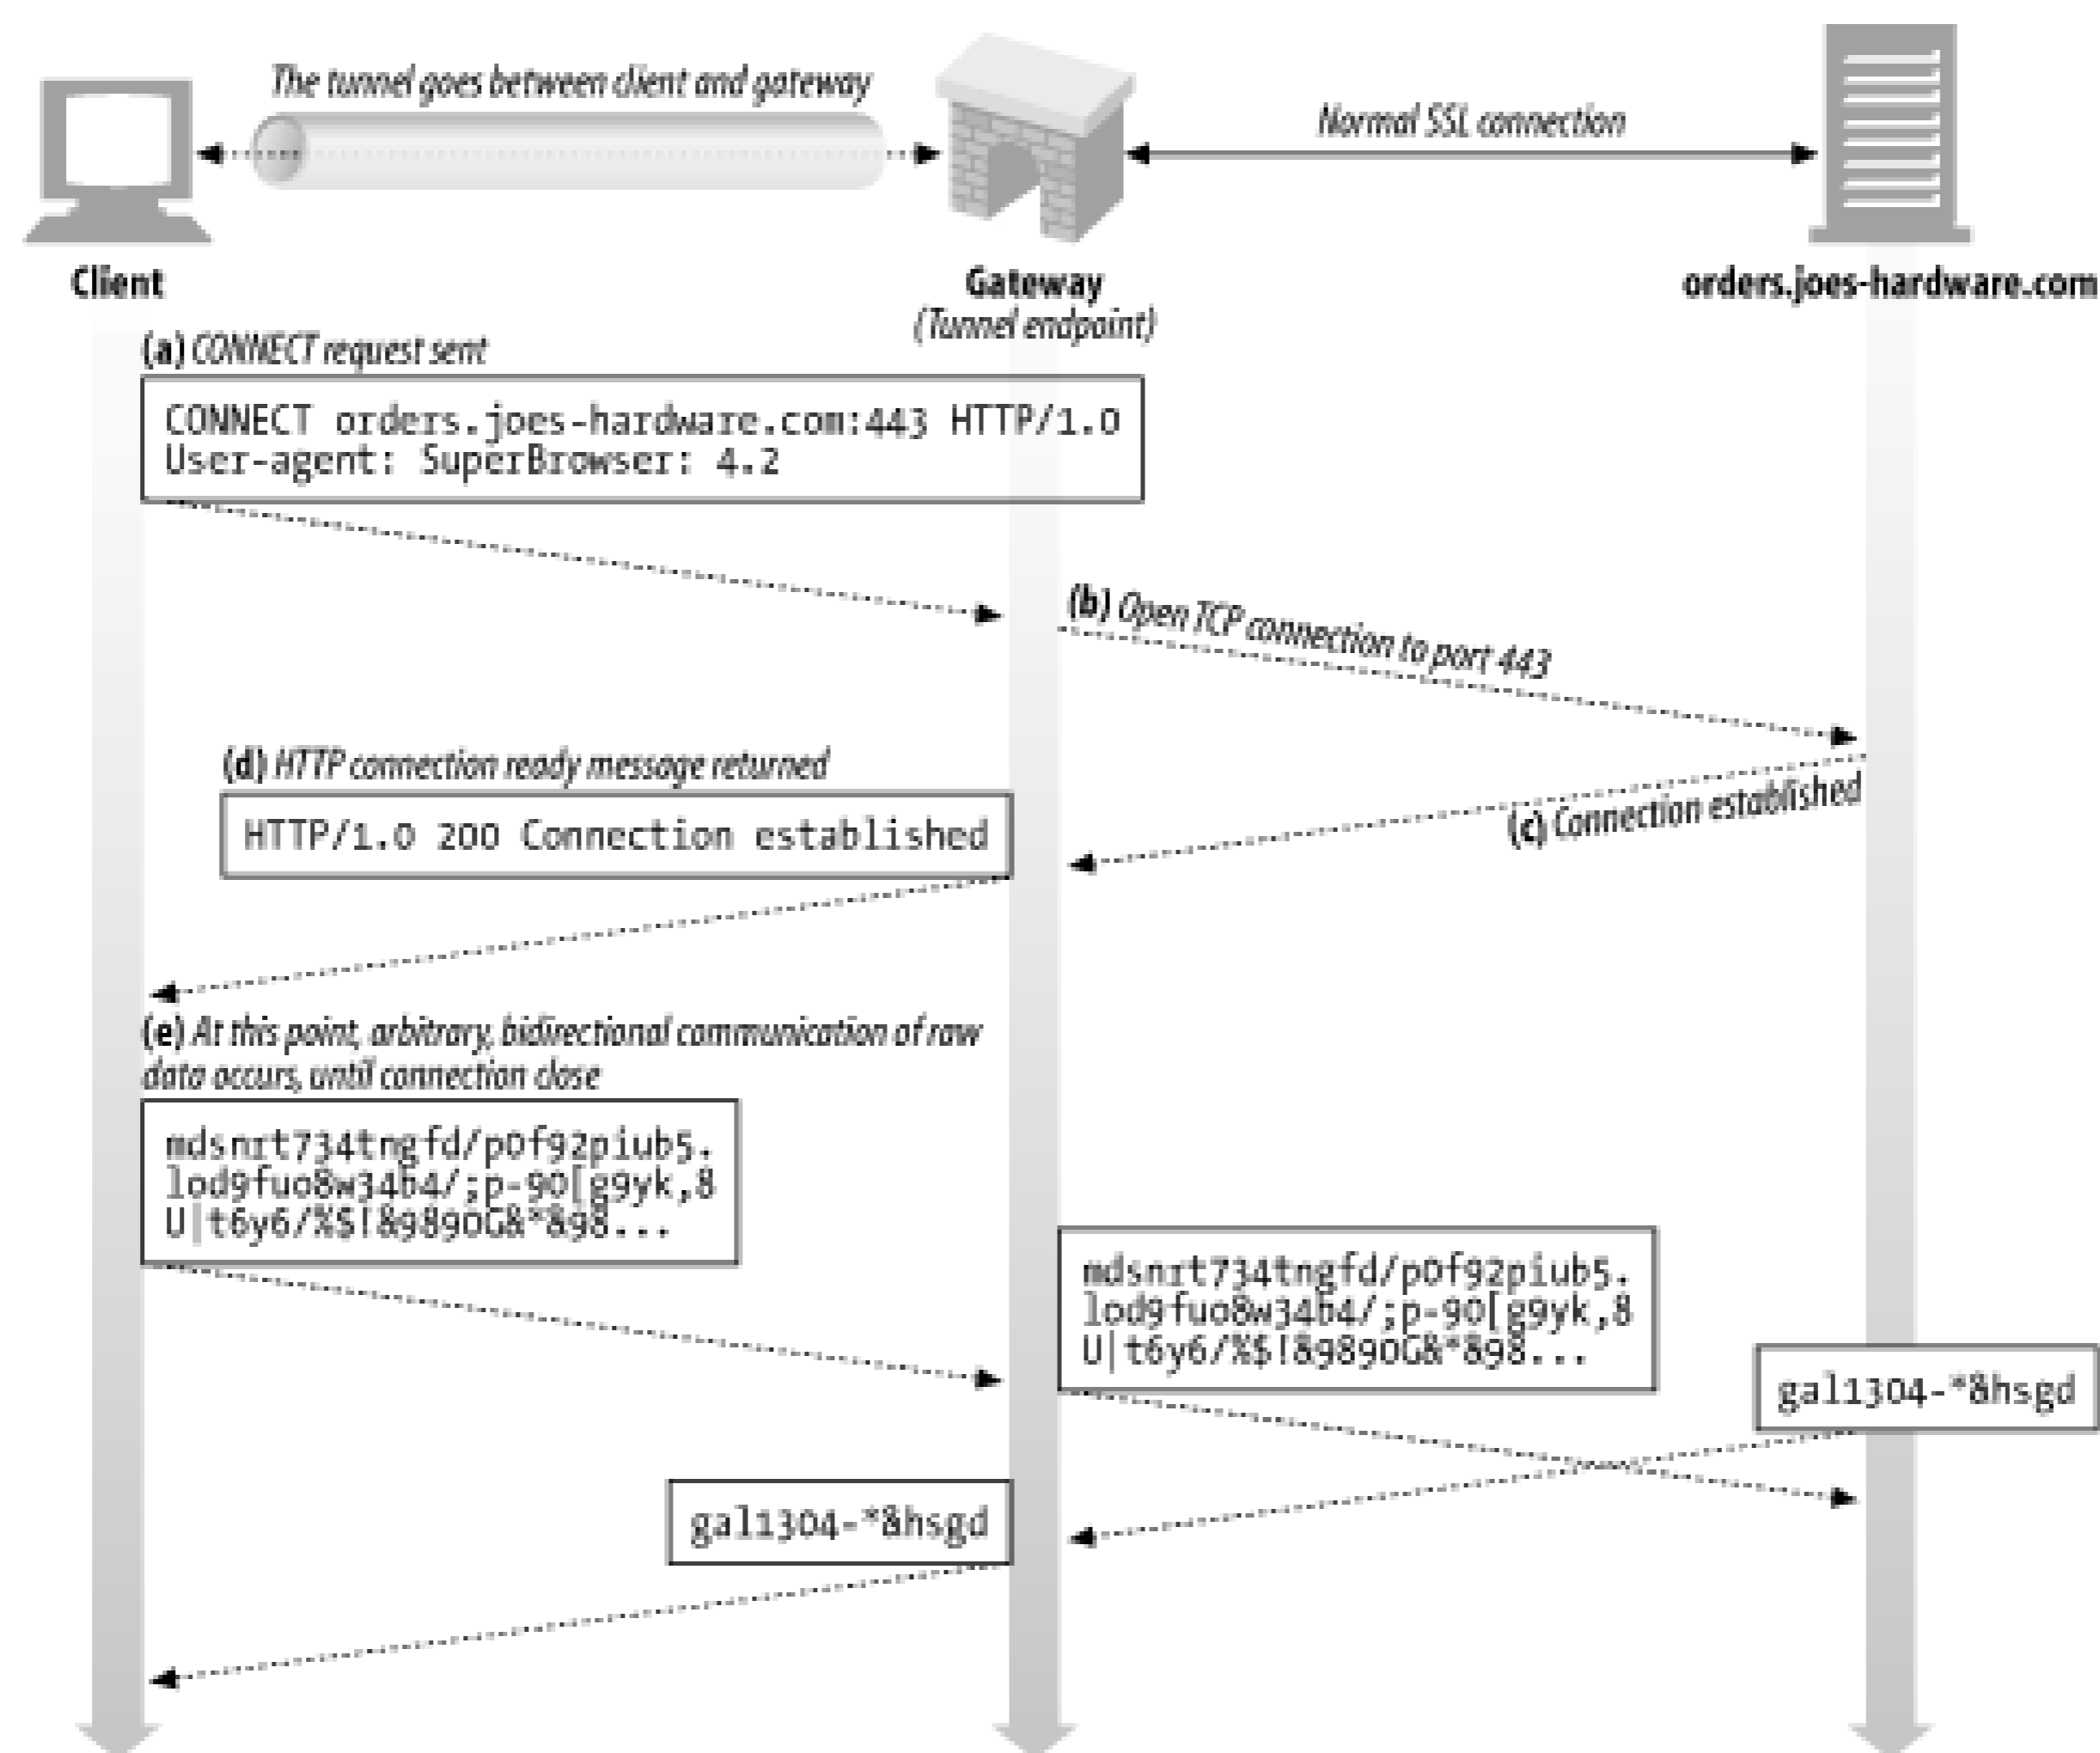 The tunnel goes between client and gateway
Normal SSL connection
Client
Gateway
(Tunnel endpoint)
orders.joes-hardware.com
(a) CONNECT request sent
CONNECT orders.joes-hardware.com:443 HTTP/1.0
User-agent: SuperBrowser: 4.2
(b) Open TCP connection to port 443
(c) Connection established
(d) HTTP connection ready message returned
HTTP/1.0 200 Connection established
(e) At this point, arbitrary, bidirectional communication of raw
data occurs, until connection close
mdsnrt734tngfd/p0f92piub5.
lod9fuo8w34b4/;p-90[g9yk,8
U|t6y6/%$!&9890G&*&98...
mdsnrt734tngfd/p0f92piub5.
lod9fuo8w34b4/;p-90[g9yk,8
U|t6y6/%$!&9890G&*&98...
gal1304-*&hsgd
gal1304-*&hsgd